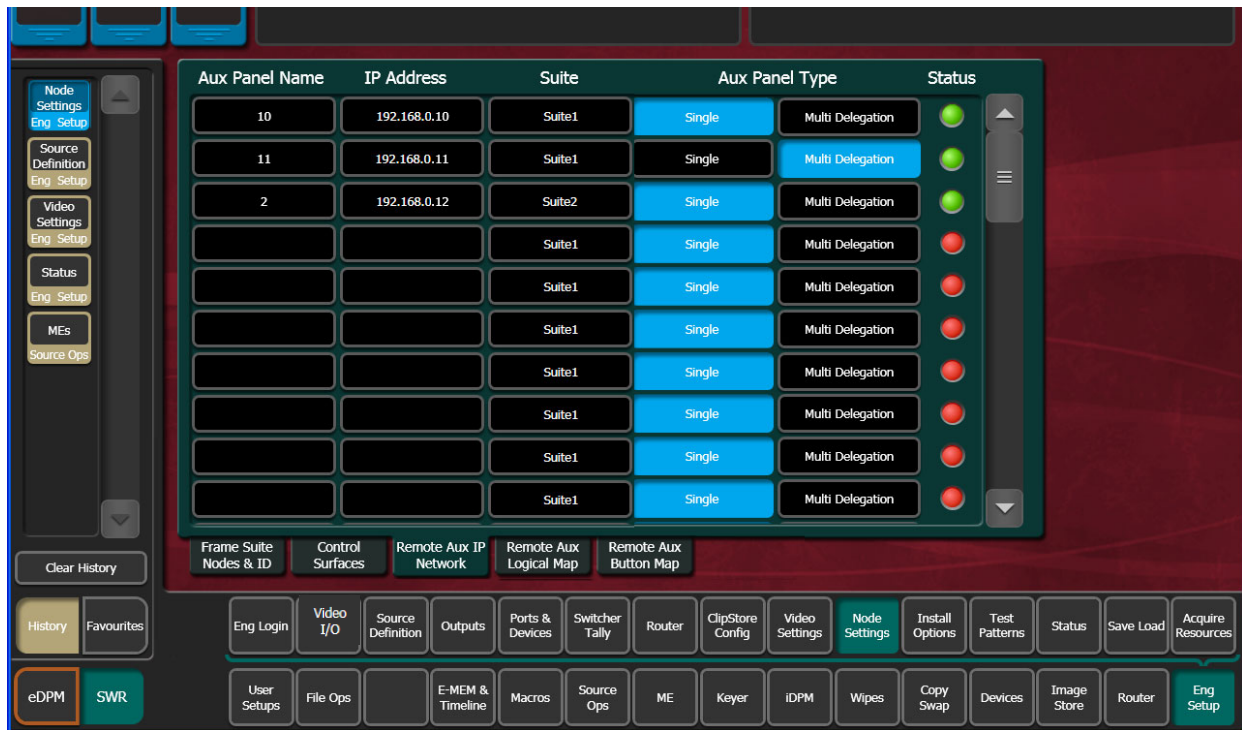 Node
Settings
Eng Setup
Source
Definition
Eng Setup
Video
Settings
Eng Setup
Status
Eng Setup
MEs
Source Ops
Clear History
History Favourites
eDPM SWR
Aux Panel Name IP Address Suite Aux Panel Type Status
10 192.168.0.10 Suite1 Single Multi Delegation
11 192.168.0.11 Suite1 Single Multi Delegation
2 192.168.0.12 Suite2 Single Multi Delegation
Suite1 Single Multi Delegation
Suite1 Single Multi Delegation
Suite1 Single Multi Delegation
Suite1 Single Multi Delegation
Suite1 Single Multi Delegation
Suite1 Single Multi Delegation
Suite1 Single Multi Delegation
Frame Suite
Nodes & ID
Control
Surfaces
Remote Aux IP
Network
Remote Aux
Logical Map
Remote Aux
Button Map
Eng Login
Video
I/O
Source
Definition
Outputs
Ports &
Devices
Switcher
Tally
Router
ClipStore
Config
Video
Settings
Node
Settings
Install
Options
Test
Patterns
Status
Save Load
Acquire
Resources
User
Setups
File Ops
E-MEM &
Timeline
Macros
Source
Ops
ME
Keyer
iDPM
Wipes
Copy
Swap
Devices
Image
Store
Router
Eng
Setup